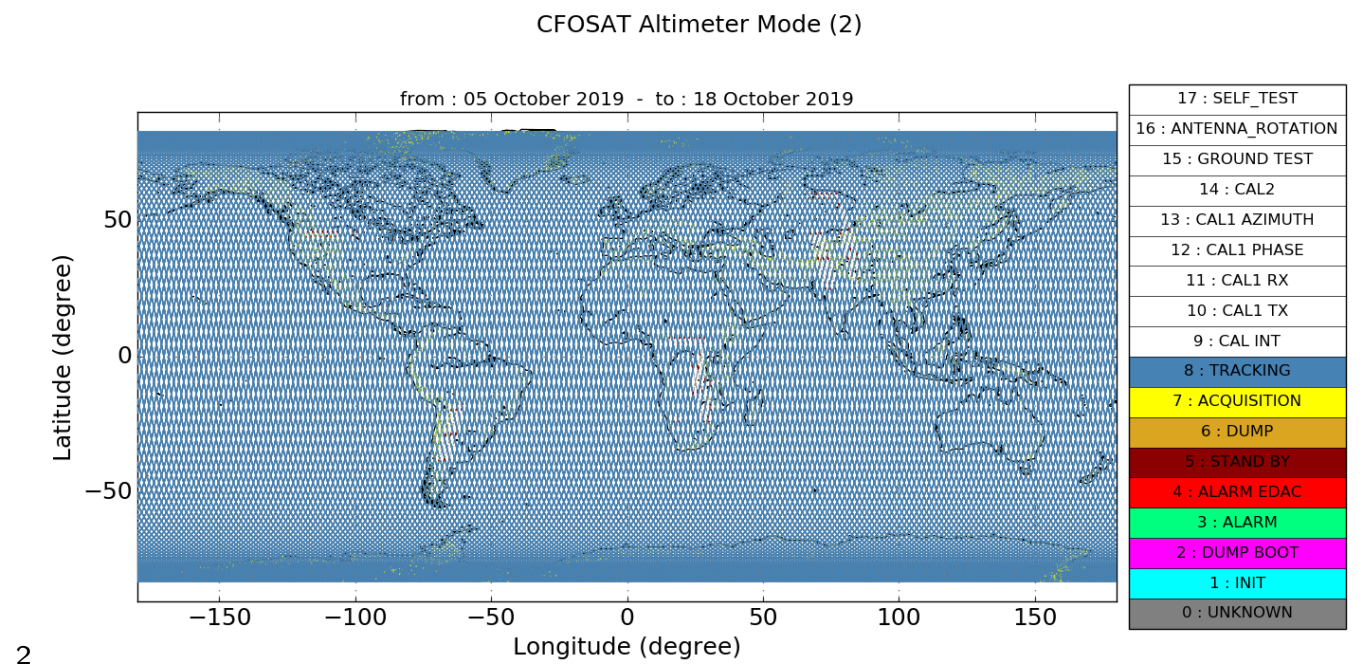 CFOSAT Altimeter Mode (2)
from : 05 October 2019 - to : 18 October 2019
17 : SELF_TEST
16 : ANTENNA_ROTATION
15 : GROUND TEST
14 : CAL2
13 : CAL1 AZIMUTH
12 : CAL1 PHASE
11 : CAL1 RX
10 : CAL1 TX
9 : CAL INT
8 : TRACKING
7 : ACQUISITION
6 : DUMP
5 : STAND BY
4 : ALARM EDAC
3 : ALARM
2 : DUMP BOOT
1 : INIT
0 : UNKNOWN
Latitude (degree)
50
0
−50
−150 −100 −50 0 50 100 150
Longitude (degree)
2